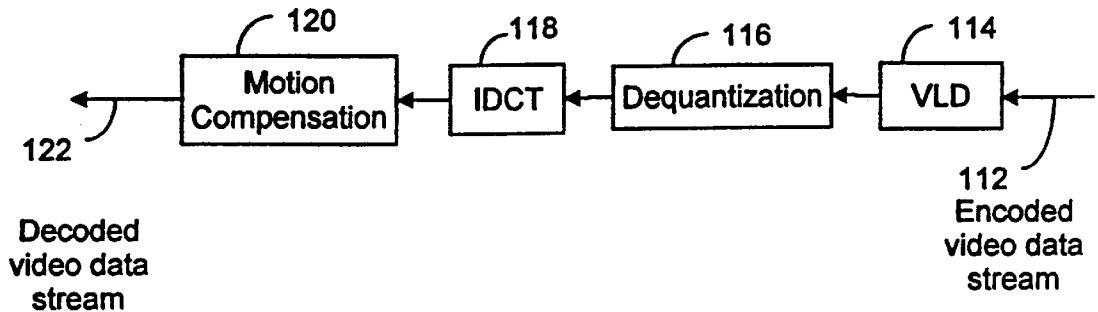 120
118
116
114
Motion
Compensation
IDCT
Dequantization
VLD
122
112
Decoded
video data
stream
Encoded
video data
stream